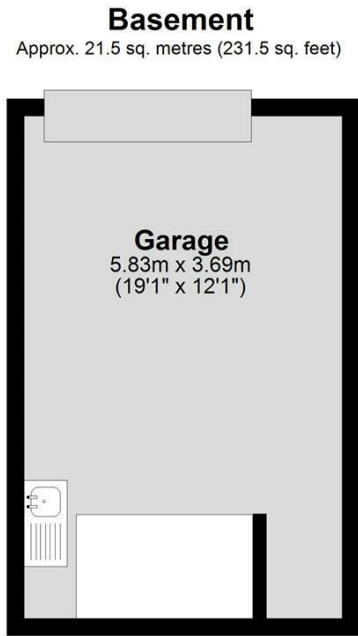 Basement
Approx. 21.5 sq. metres (231.5 sq. feet)
Garage
5.83m x 3.69m
(19'1" x 12'1")